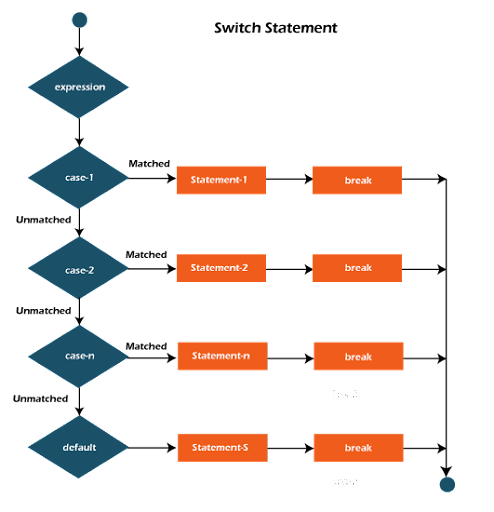 Switch Statement
expression
Matched
case-1
Statement-1
break
Unmatched
Matched
case-2
Statement-2
break
Unmatched
Matched
case-n
Statement-n
break
Unmatched
default
Statement-S
break